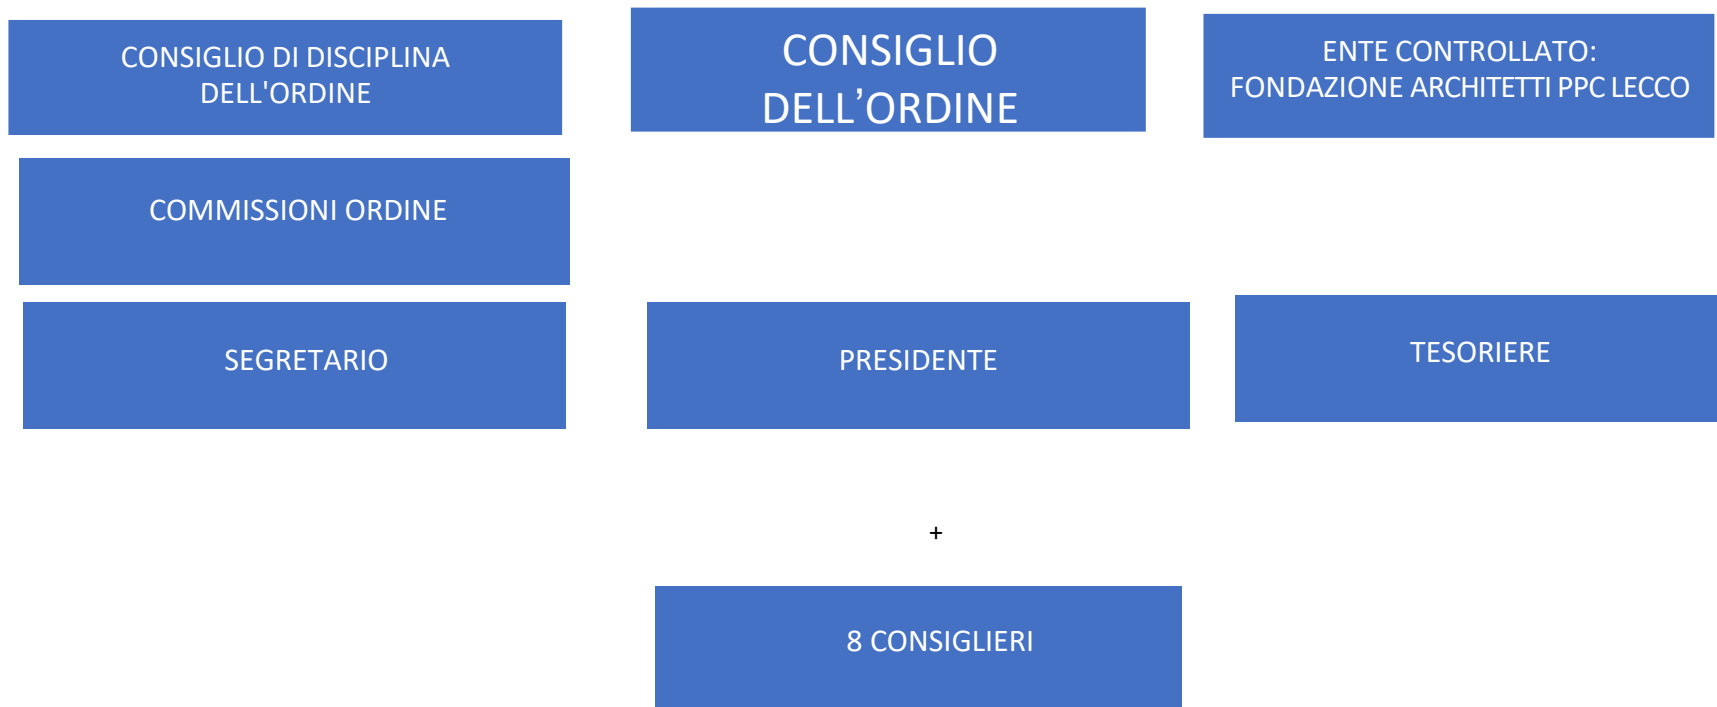 CONSIGLIO DI DISCIPLINA
DELL'ORDINE
CONSIGLIO
DELL’ORDINE
ENTE CONTROLLATO:
FONDAZIONE ARCHITETTI PPC LECCO
COMMISSIONI ORDINE
SEGRETARIO
PRESIDENTE
TESORIERE
+
8 CONSIGLIERI